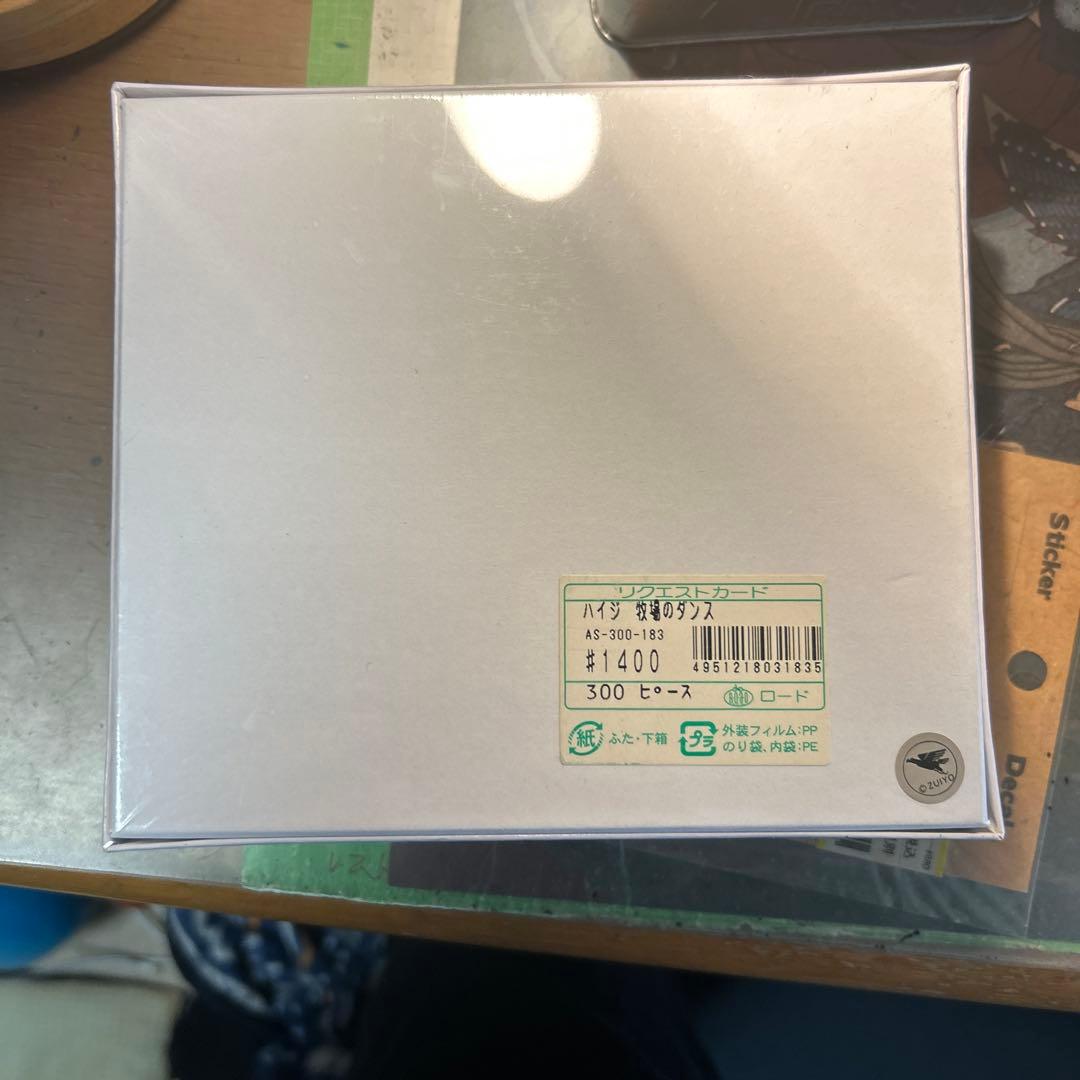 リクエストカード
ハイジ 牧場のダンス
AS-300-183
#1400
4951218031835
300 ピース
ロード
紙 ふた・下箱
プラ 外装フィルム:PP
のり袋、内袋:PE
©ZUIYO
Sticker